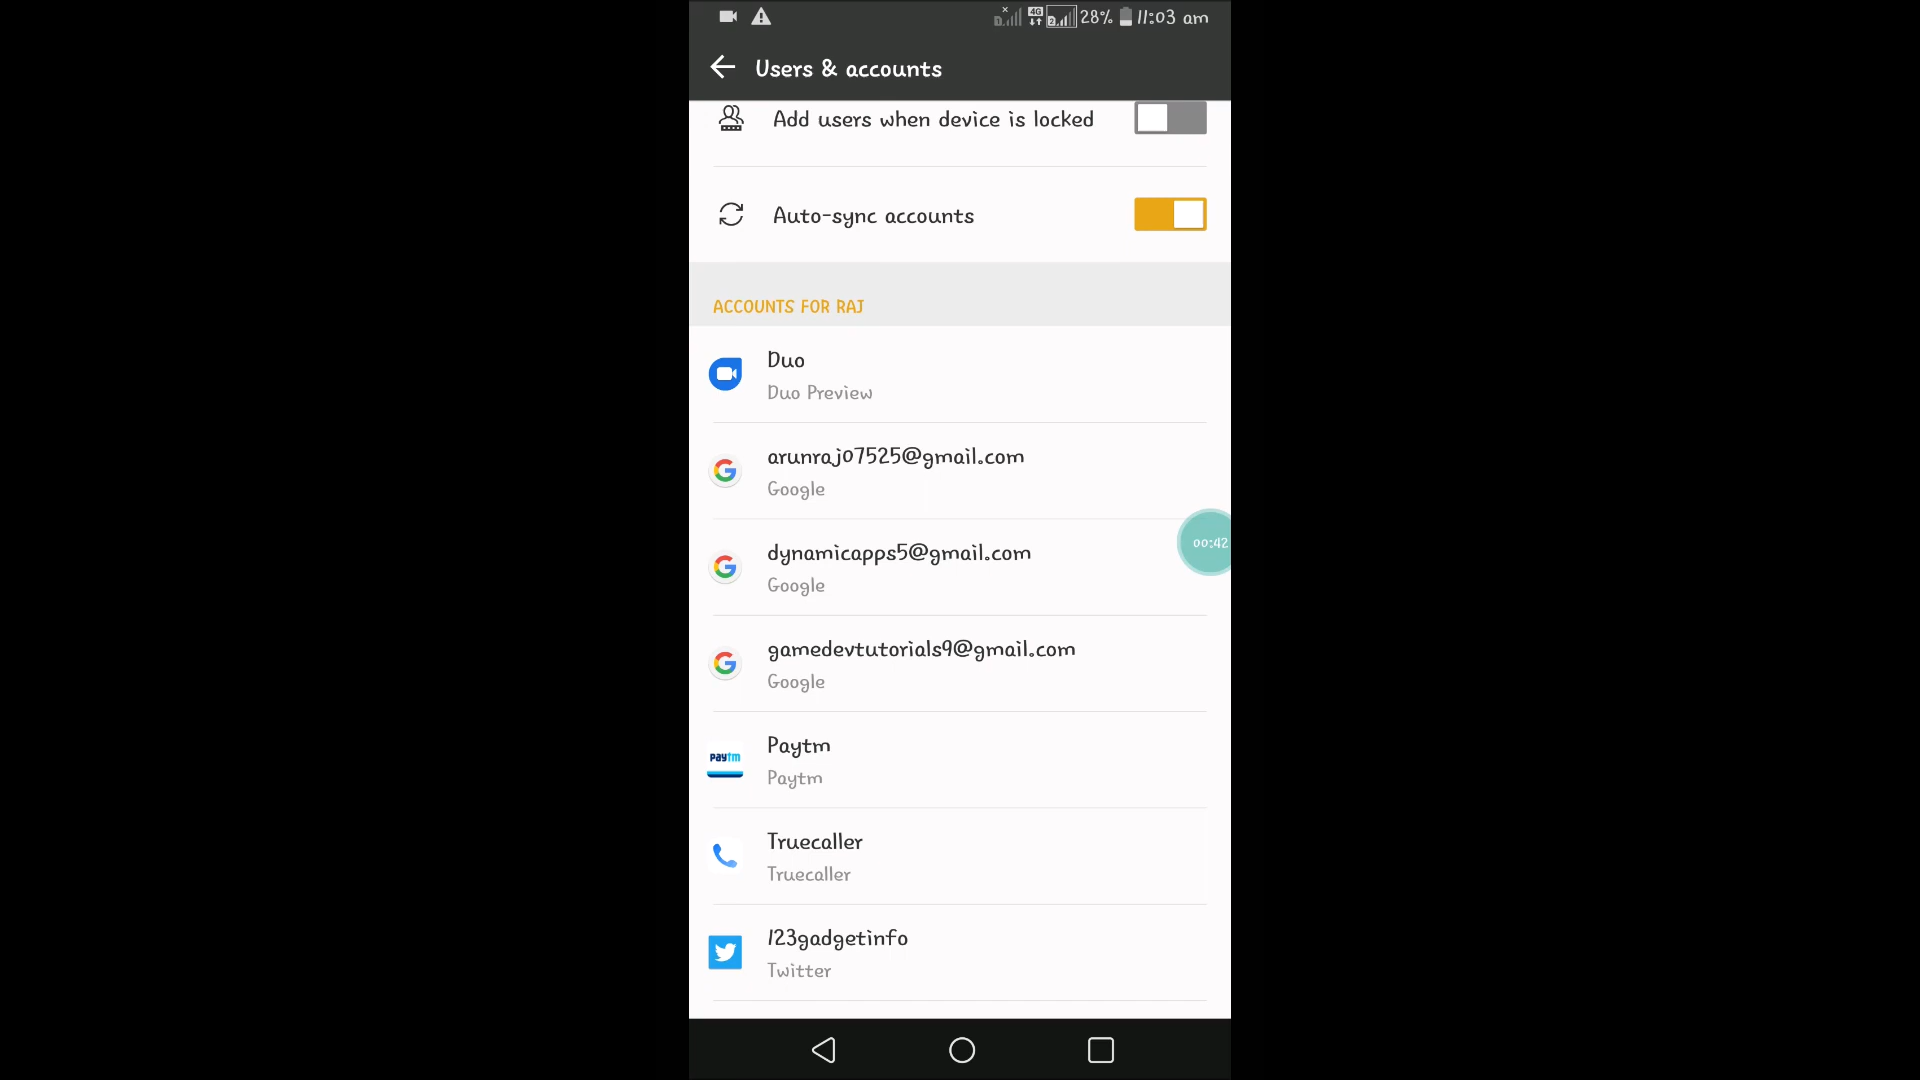 28% 11:03 am
Users & accounts
Add users when device is locked
Auto-sync accounts
ACCOUNTS FOR RAJ
Duo
Duo Preview
arunraj07525@gmail.com
Google
00:42
dynamicapps5@gmail.com
Google
gamedevtutorials9@gmail.com
Google
paytm
Paytm
Paytm
Truecaller
Truecaller
123gadgetinfo
Twitter